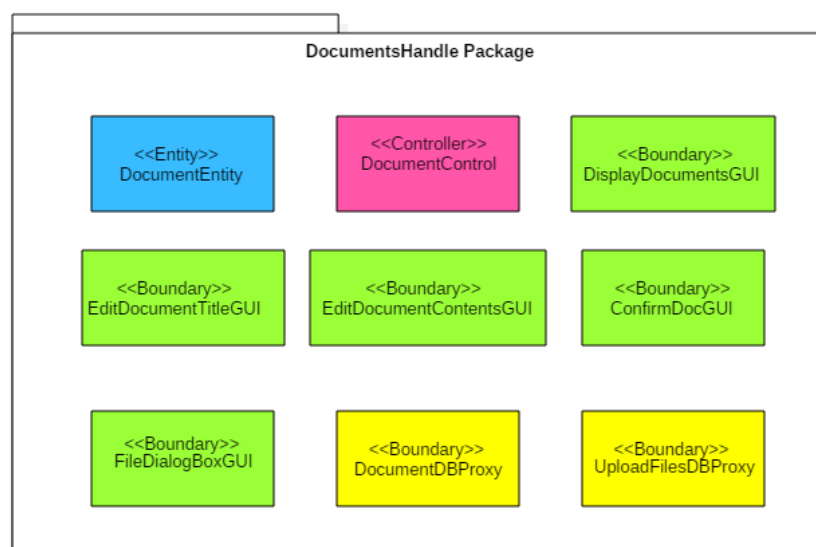 DocumentsHandle Package
<<Entity>>
DocumentEntity
<<Controller>>
DocumentControl
<<Boundary>>
DisplayDocumentsGUI
<<Boundary>>
EditDocumentTitleGUI
<<Boundary>>
EditDocumentContentsGUI
<<Boundary>>
ConfirmDocGUI
<<Boundary>>
FileDialogBoxGUI
<<Boundary>>
DocumentDBProxy
<<Boundary>>
UploadFilesDBProxy